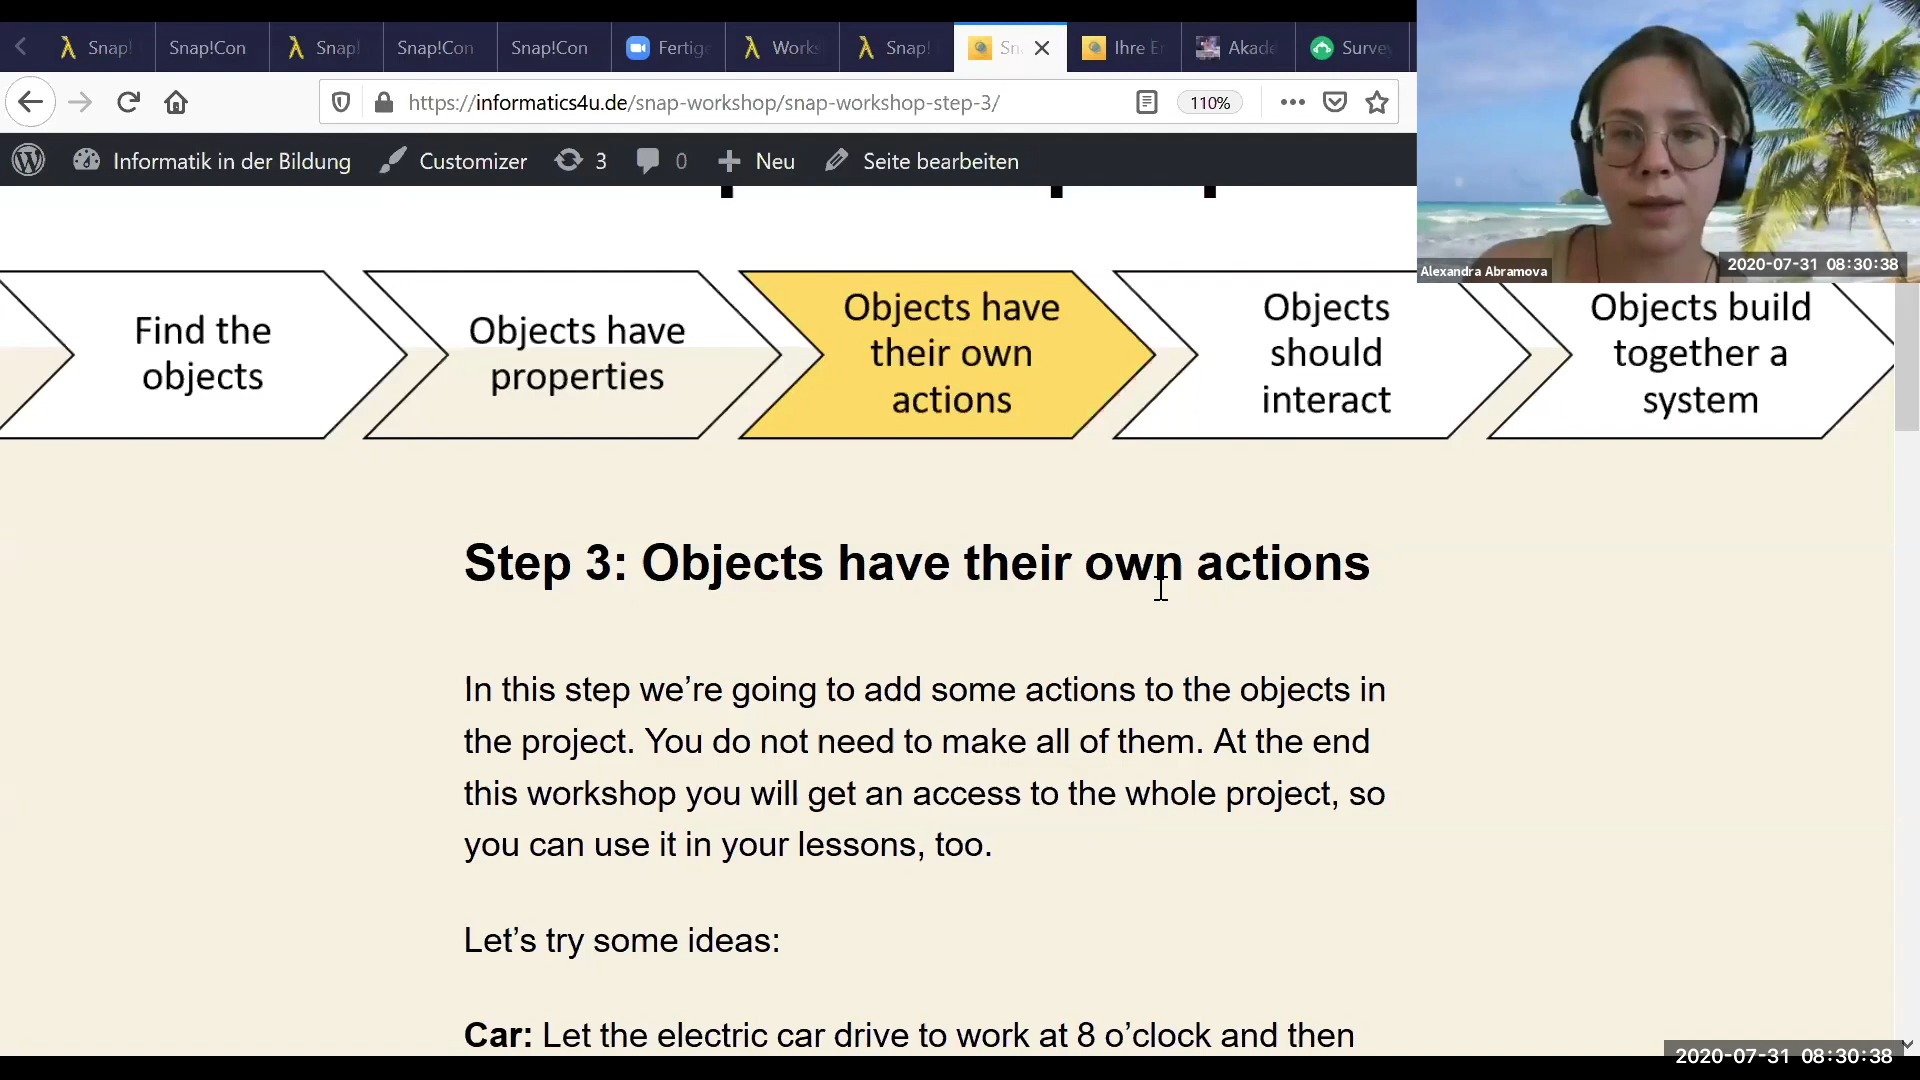 Snap!
Snap!Con
Snap!
Snap!Con
Snap!Con
Fertig
Works
Snap!
Sn
Ihre E
Akade
Survey
https://informatics4u.de/snap-workshop/snap-workshop-step-3/
110%
Informatik in der Bildung
Customizer
3
0
Neu
Seite bearbeiten
Alexandra Abramova
2020-07-31 08:30:38
Find the
objects
Objects have
properties
Objects have
their own
actions
Objects
should
interact
Objects build
together a
system
Step 3: Objects have their own actions
In this step we’re going to add some actions to the objects in
the project. You do not need to make all of them. At the end
this workshop you will get an access to the whole project, so
you can use it in your lessons, too.
Let’s try some ideas:
Car: Let the electric car drive to work at 8 o’clock and then
2020-07-31 08:30:38